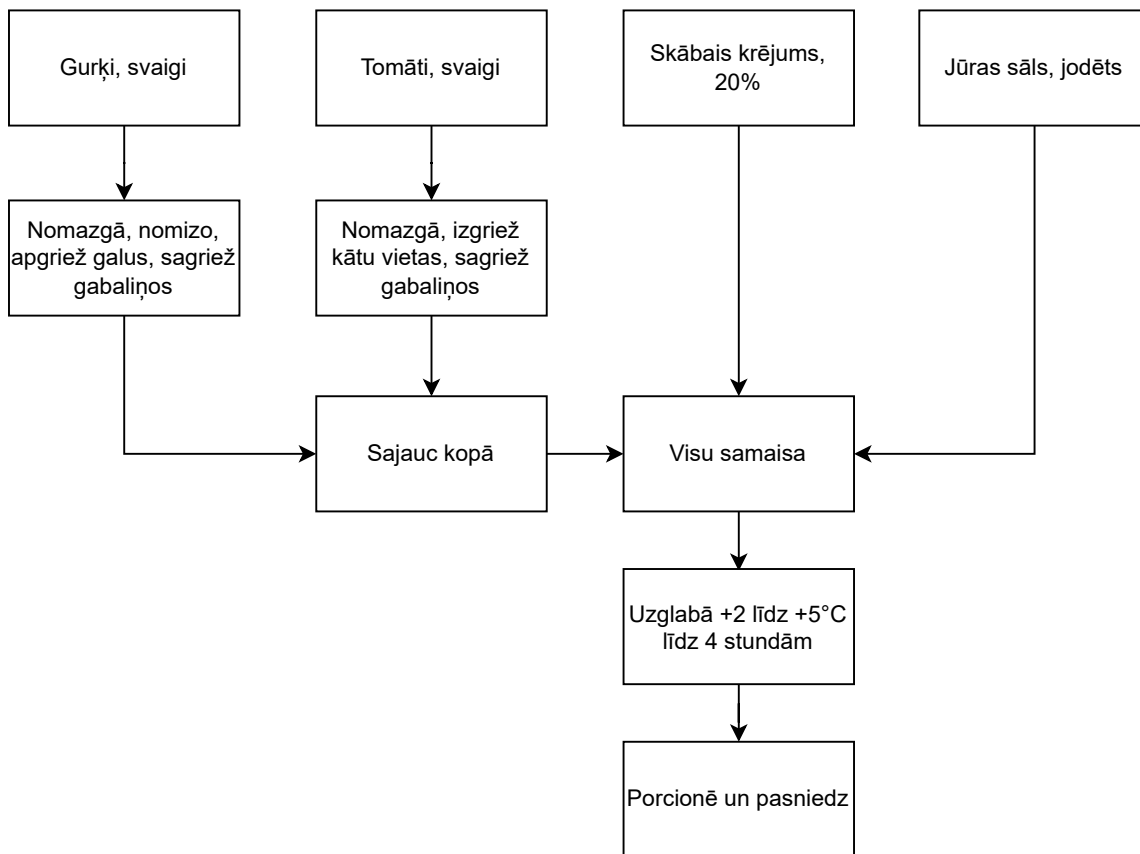 Gurķi, svaigi
Tomāti, svaigi
Skābais krējums,
20%
Jūras sāls, jodēts
Nomazgā, nomizo,
apgriež galus, sagriež
gabaliņos
Nomazgā, izgriež
kātu vietas, sagriež
gabaliņos
Sajauc kopā
Visu samaisa
Uzglabā +2 līdz +5°C
līdz 4 stundām
Porcionē un pasniedz